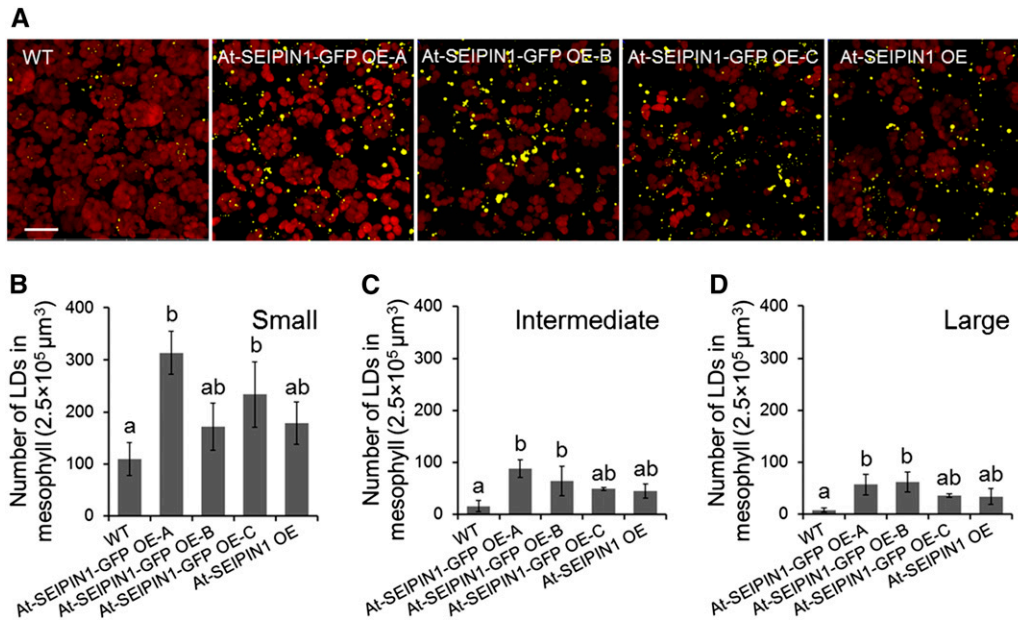 A
WT
At-SEIPIN1-GFP OE-A
At-SEIPIN1-GFP OE-B
At-SEIPIN1-GFP OE-C
At-SEIPIN1 OE
B
Small
Number of LDs in
mesophyll (2.5×10⁵ μm³)
400
300
200
100
0
a
b
ab
b
ab
WT
At-SEIPIN1-GFP OE-A
At-SEIPIN1-GFP OE-B
At-SEIPIN1-GFP OE-C
At-SEIPIN1 OE
C
Intermediate
Number of LDs in
mesophyll (2.5×10⁵ μm³)
400
300
200
100
0
a
b
b
ab
ab
WT
At-SEIPIN1-GFP OE-A
At-SEIPIN1-GFP OE-B
At-SEIPIN1-GFP OE-C
At-SEIPIN1 OE
D
Large
Number of LDs in
mesophyll (2.5×10⁵ μm³)
400
300
200
100
0
a
b
b
ab
ab
WT
At-SEIPIN1-GFP OE-A
At-SEIPIN1-GFP OE-B
At-SEIPIN1-GFP OE-C
At-SEIPIN1 OE